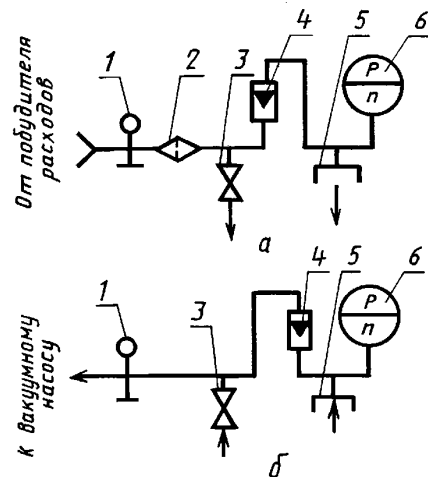 1 2 3 4 5 6
От побудителя
расходов
P
n
а
1 3 4 5 6
К вакуумному
насосу
P
n
б